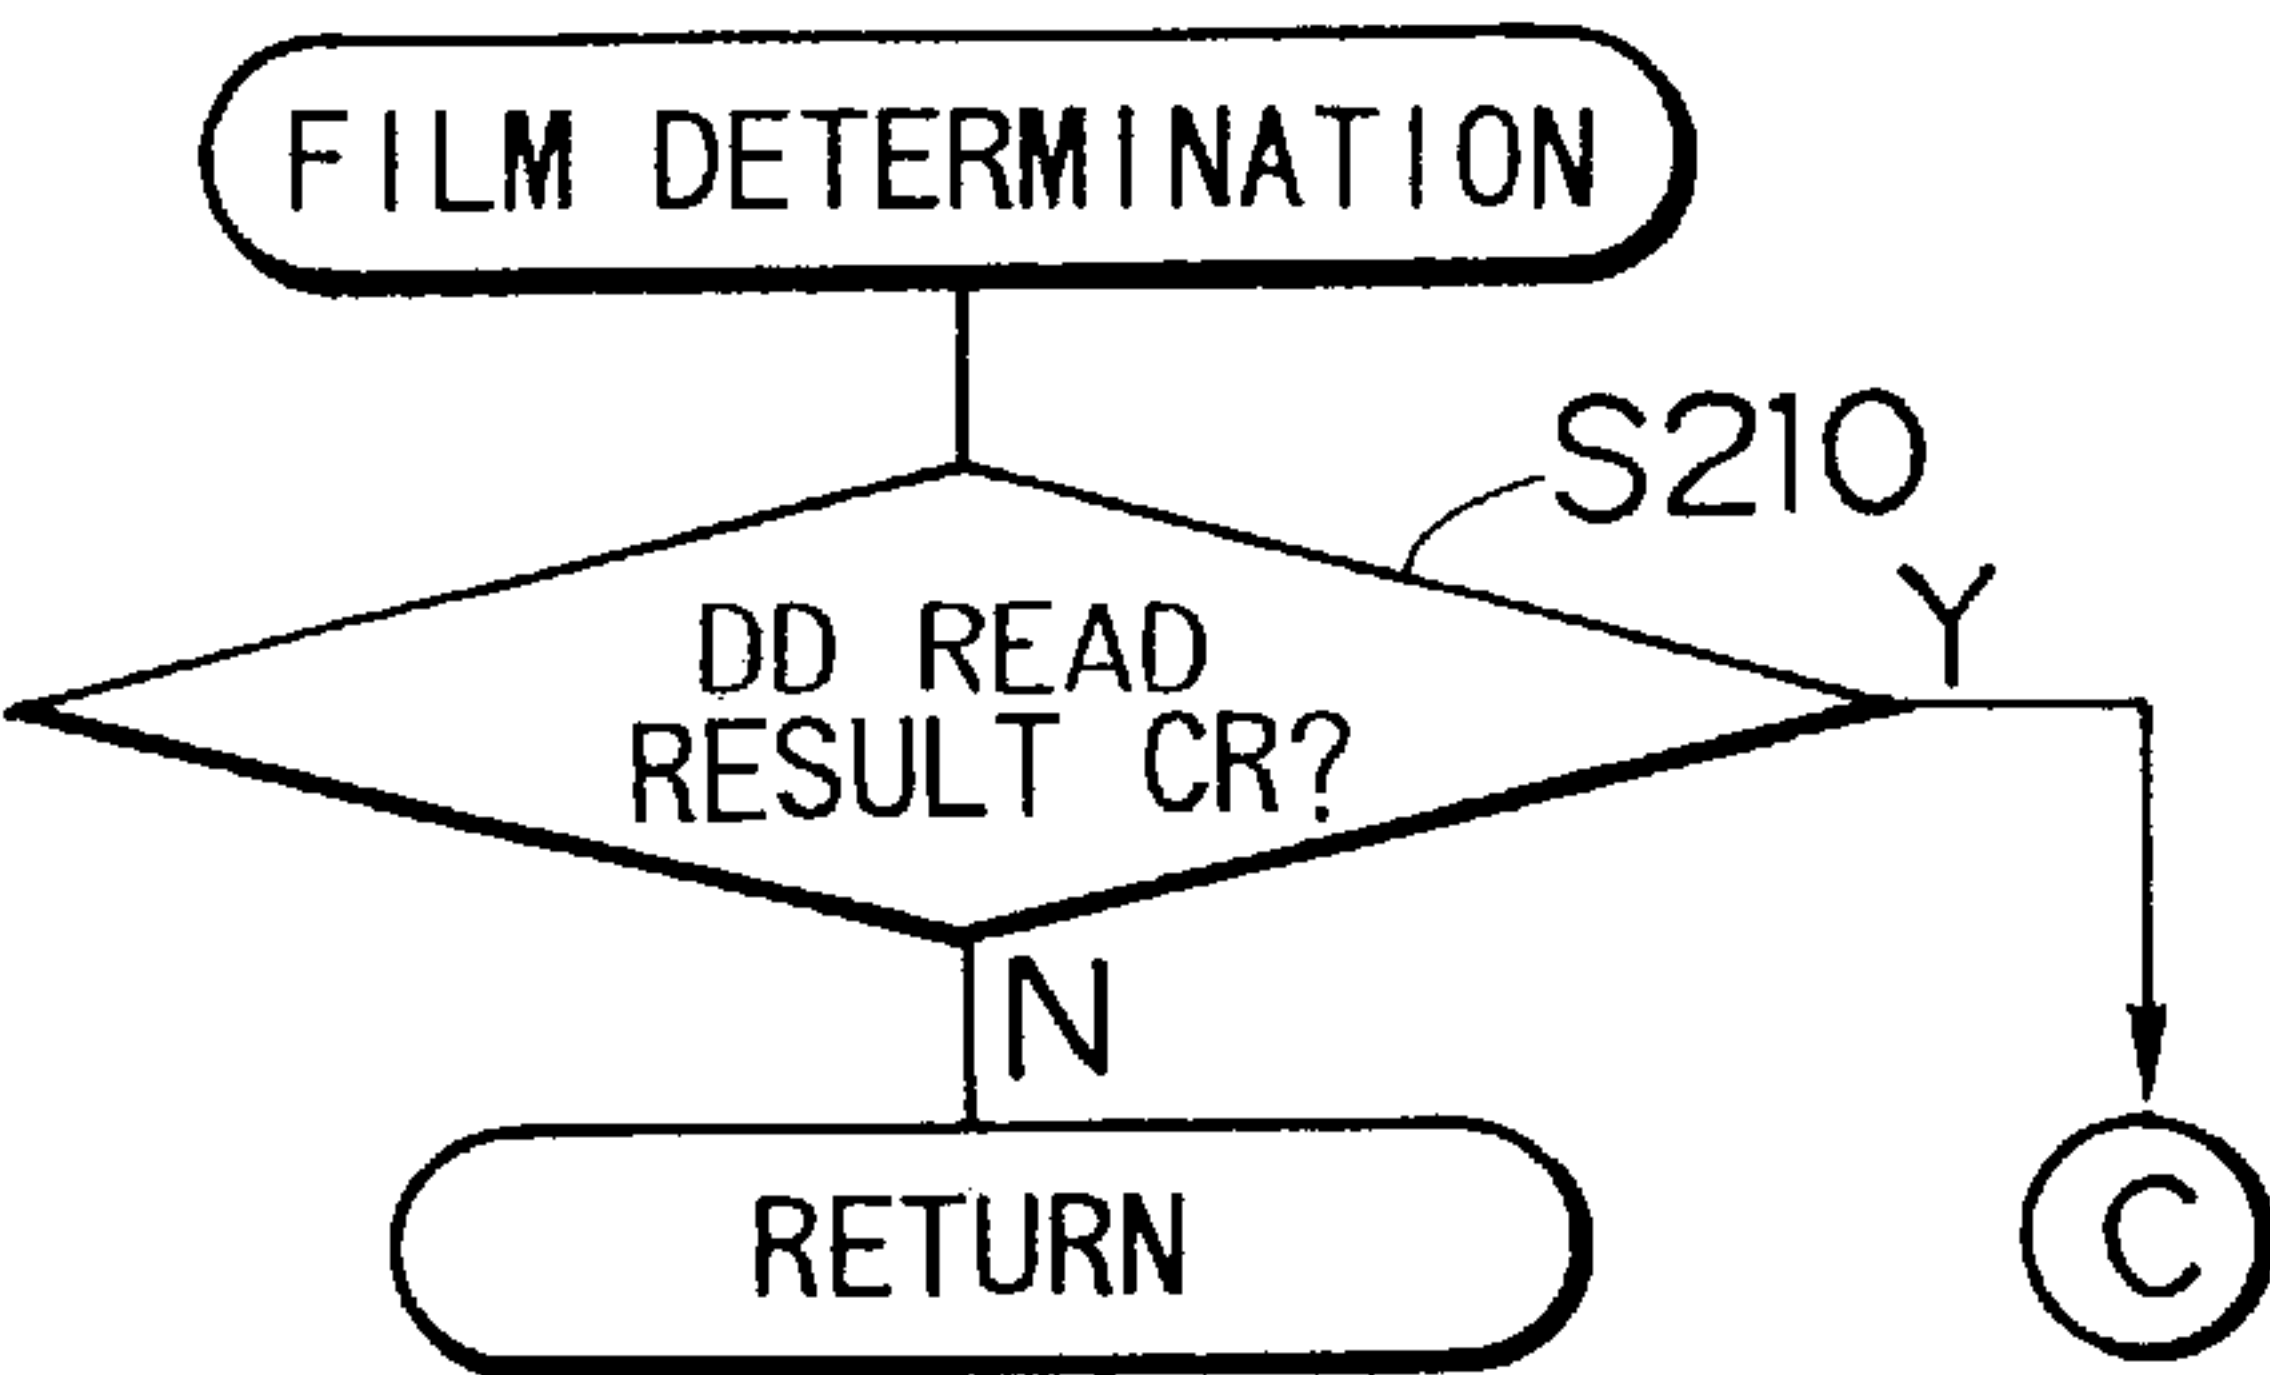 FILM DETERMINATION
S210
DD READ
RESULT CR?
Y
N
RETURN
C